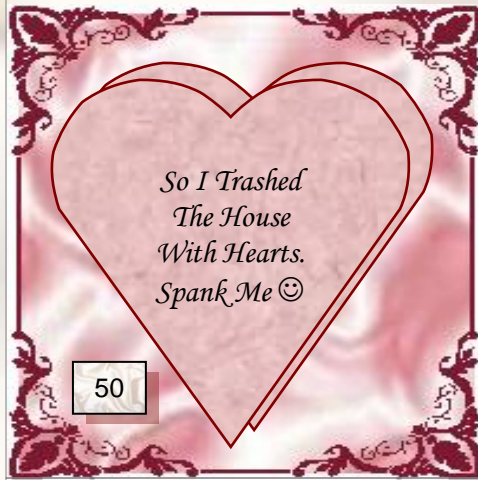 So I Trashed
The House
With Hearts.
Spank Me ☺
50